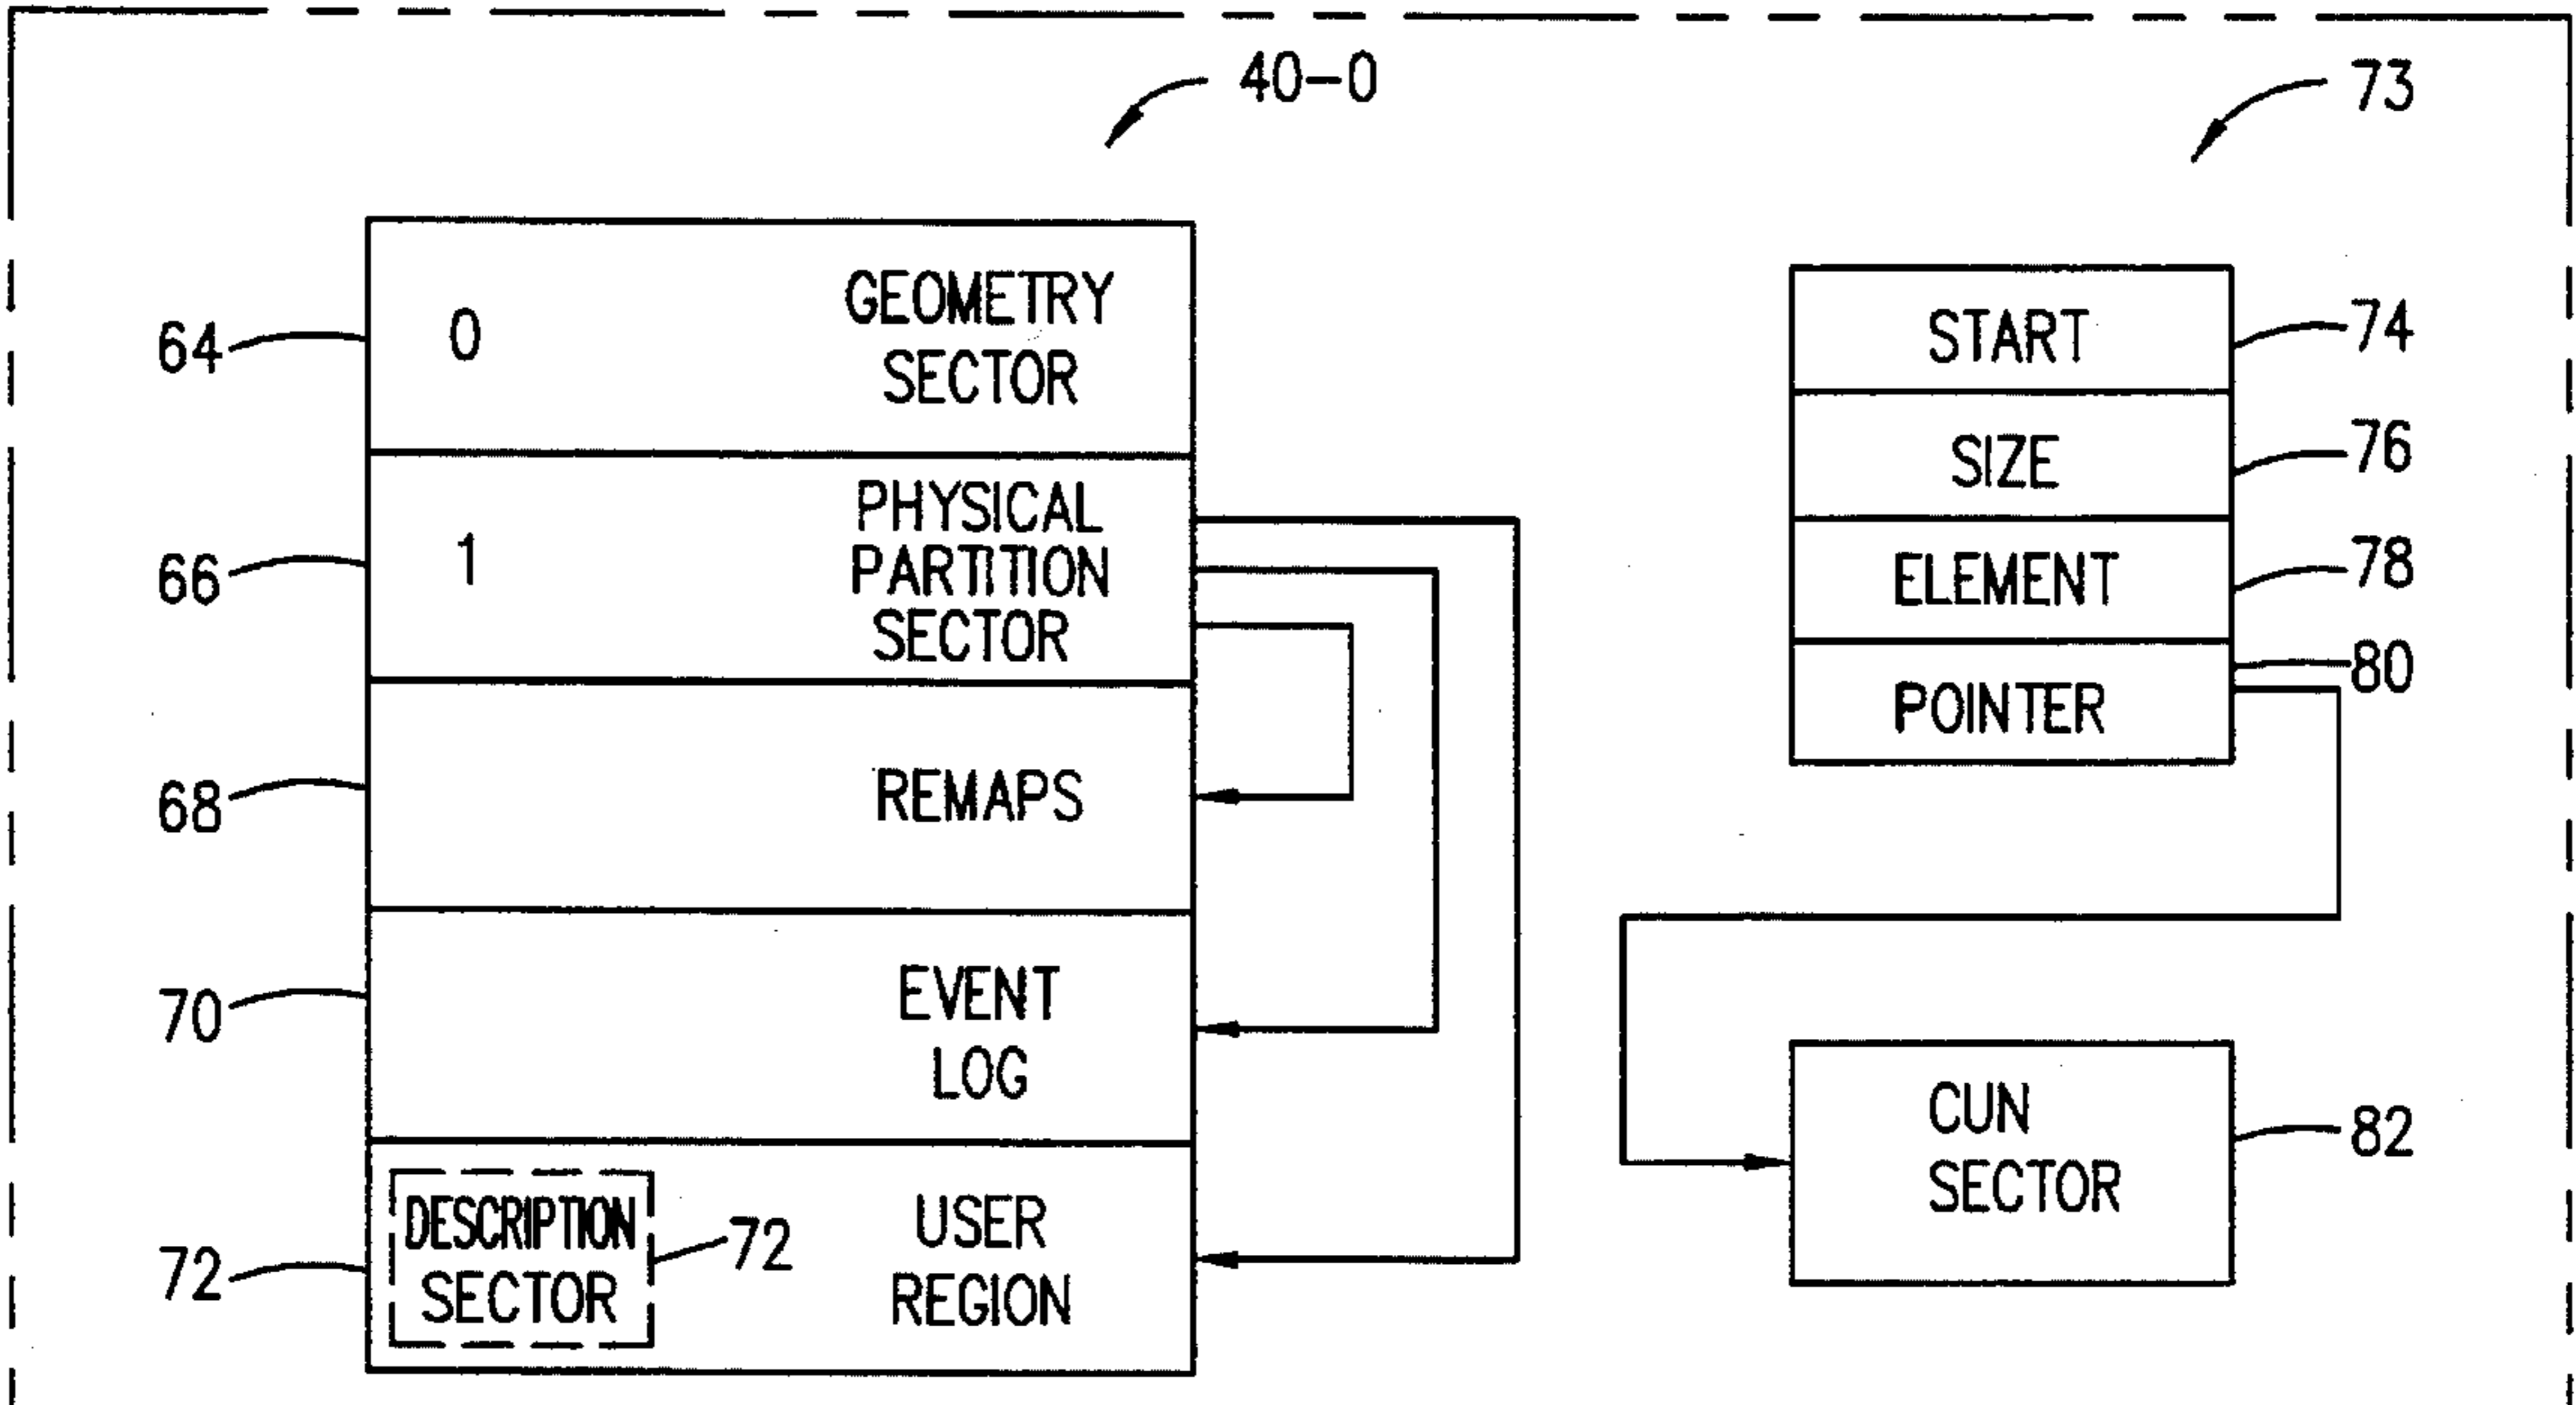 40-0
73
64
0
GEOMETRY
SECTOR
66
1
PHYSICAL
PARTITION
SECTOR
68
REMAPS
70
EVENT
LOG
72
DESCRIPTION
SECTOR
72
USER
REGION
START
74
SIZE
76
ELEMENT
78
POINTER
80
CUN
SECTOR
82